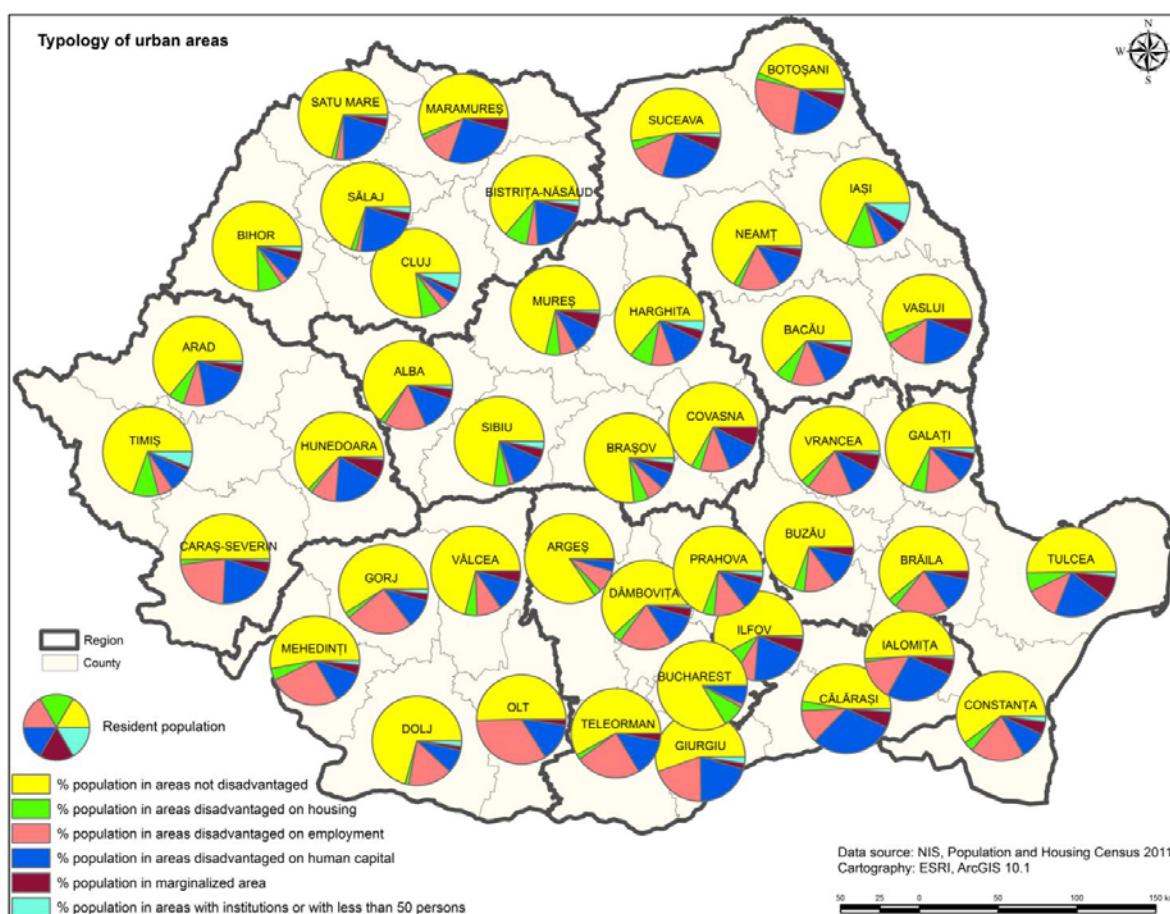 Typology of urban areas
N
W E
S
BOTOȘANI
SATU MARE
MARAMUREȘ
SUCEAVA
BISTRIȚA-NĂSĂUD
SĂLAJ
IAȘI
BIHOR
NEAMȚ
CLUJ
MUREȘ
HARGHITA
VASLUI
BACĂU
ARAD
ALBA
COVASNA
SIBIU
TIMIȘ
HUNEDOARA
BRAȘOV
VRANCEA
GALAȚI
CARAȘ-SEVERIN
VÂLCEA
ARGEȘ
PRAHOVA
BUZĂU
BRĂILA
TULCEA
GORJ
DÂMBOVIȚA
ILFOV
IALOMIȚA
MEHEDINȚI
BUCHAREST
CĂLĂRAȘI
CONSTANȚA
OLT
TELEORMAN
DOLJ
GIURGIU
Region
County
Resident population
% population in areas not disadvantaged
% population in areas disadvantaged on housing
% population in areas disadvantaged on employment
% population in areas disadvantaged on human capital
% population in marginalized area
% population in areas with institutions or with less than 50 persons
Data source: NIS, Population and Housing Census 2011
Cartography: ESRI, ArcGIS 10.1
50 25 0 50 100 150